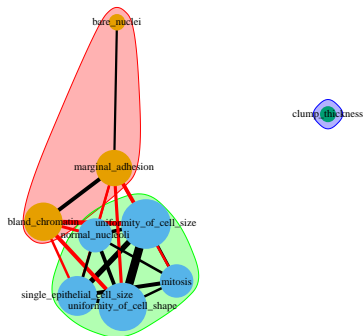 bare_nuclei
clump_thickness
marginal_adhesion
bland_chromatin
uniformity_of_cell_size
normal_nucleoli
mitosis
single_epithelial_cell_size
uniformity_of_cell_shape